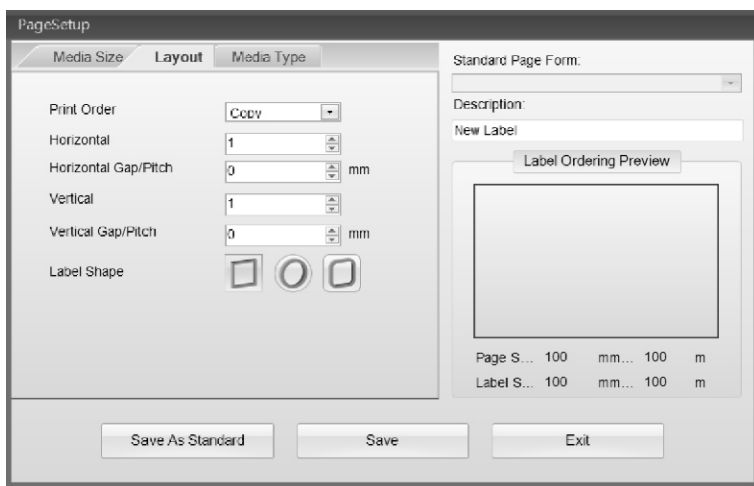 PageSetup
Media Size Layout Media Type
Print Order Copy
Horizontal 1
Horizontal Gap/Pitch 0 mm
Vertical 1
Vertical Gap/Pitch 0 mm
Label Shape
Standard Page Form:
Description:
New Label
Label Ordering Preview
Page S... 100 mm... 100 m
Label S... 100 mm... 100 m
Save As Standard Save Exit